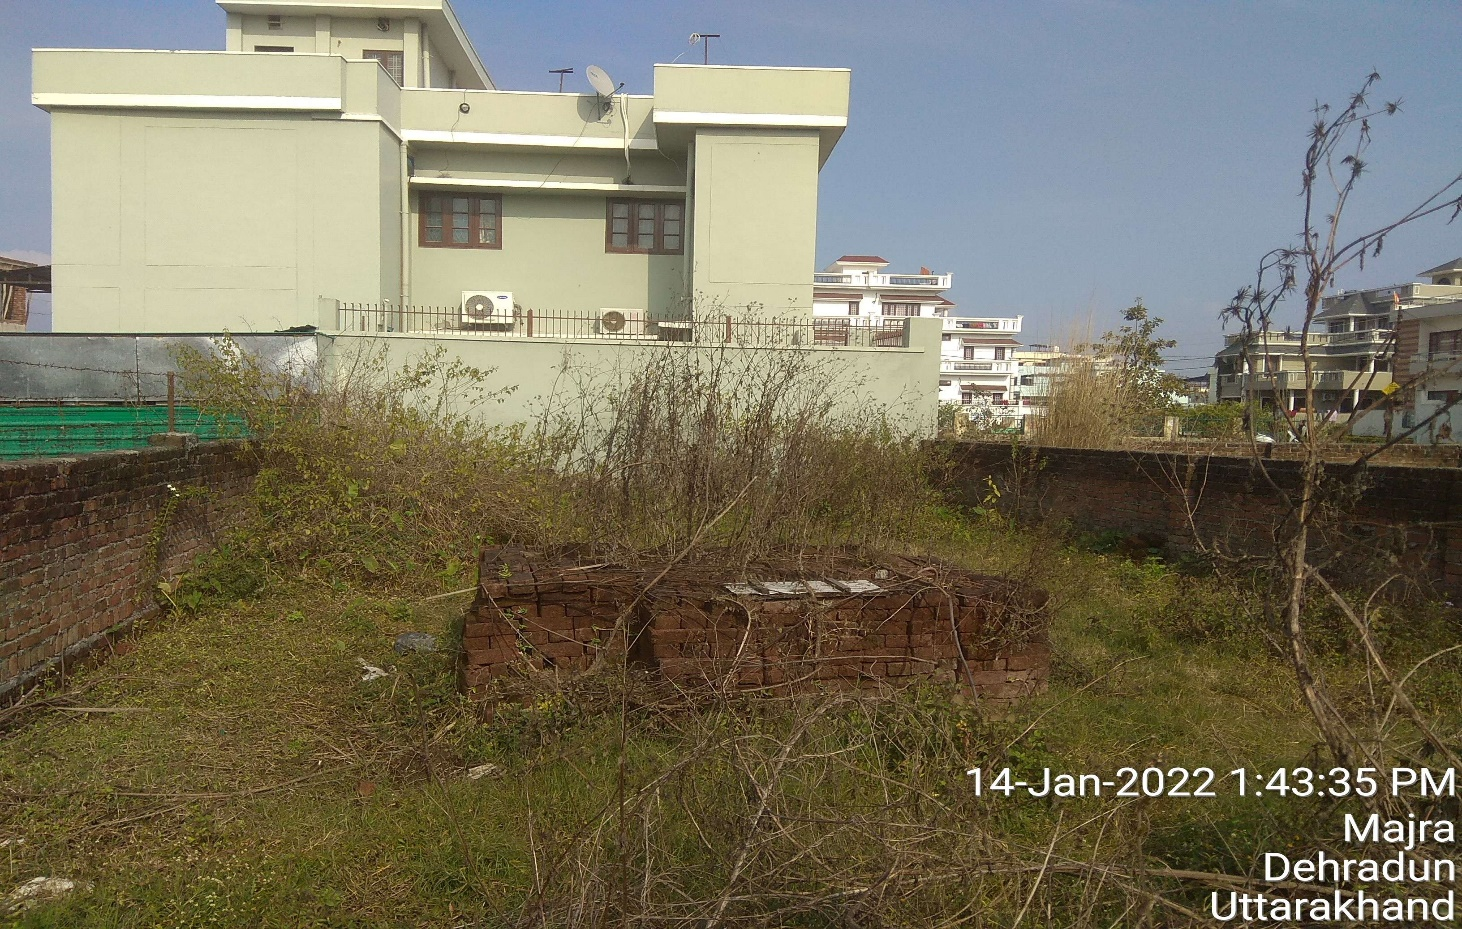 14-Jan-2022 1:43:35 PM
Majra
Dehradun
Uttarakhand